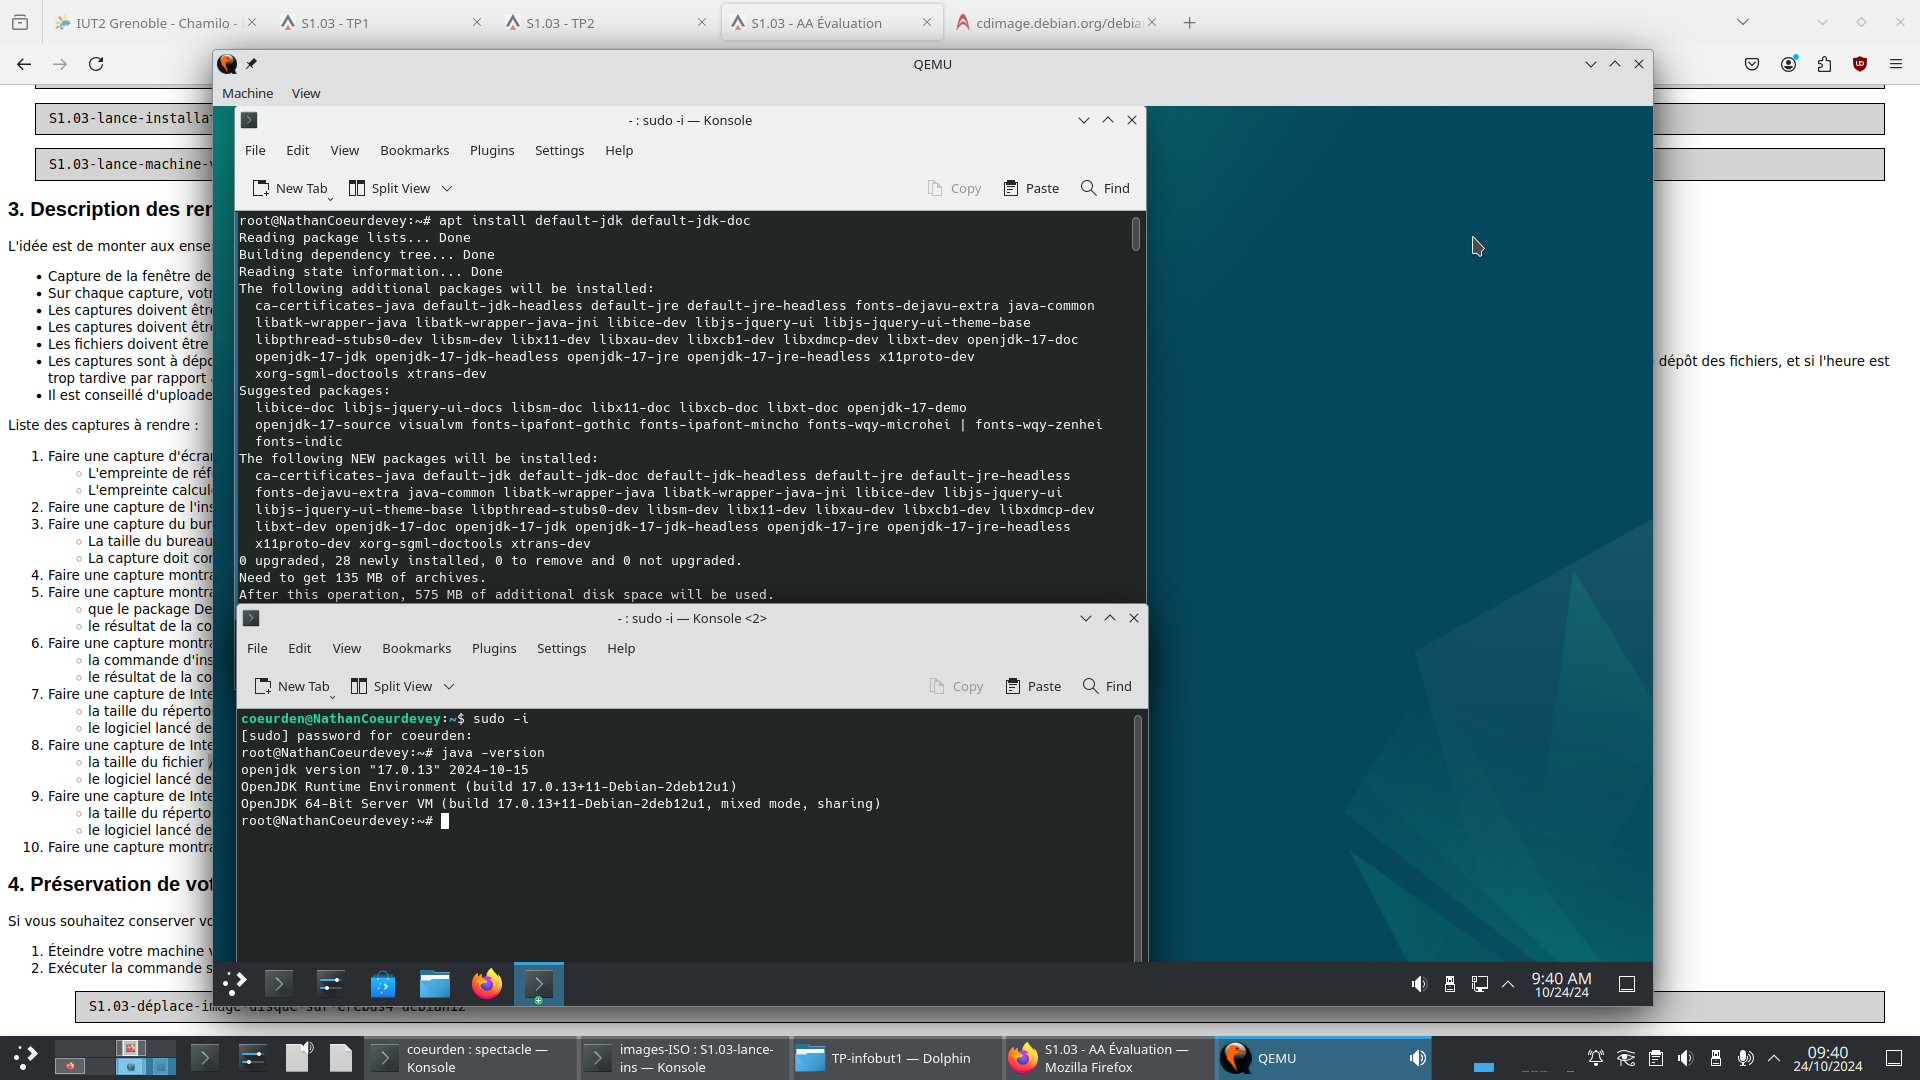 IUT2 Grenoble - Chamilo -
S1.03 - TP1
S1.03 - TP2
S1.03 - AA Évaluation
cdimage.debian.org/debia
QEMU
Machine View
S1.03-lance-installa
S1.03-lance-machine-v
3. Description des ren
L'idée est de monter aux ense
Capture de la fenêtre de
Sur chaque capture, votr
Les captures doivent êtr
Les captures doivent êtr
Les fichiers doivent être
Les captures sont à dépo
dépôt des fichiers, et si l'heure est
trop tardive par rapport
Il est conseillé d'uploade
Liste des captures à rendre :
1. Faire une capture d'écra
L'empreinte de réf
L'empreinte calcul
2. Faire une capture de l'ins
3. Faire une capture du bur
La taille du bureau
La capture doit con
4. Faire une capture montra
5. Faire une capture montra
que le package De
le résultat de la co
6. Faire une capture montra
la commande d'ins
le résultat de la co
7. Faire une capture de Inte
la taille du réperto
le logiciel lancé de
8. Faire une capture de Inte
la taille du fichier /
le logiciel lancé de
9. Faire une capture de Inte
la taille du réperto
le logiciel lancé de
10. Faire une capture montra
4. Préservation de vot
Si vous souhaitez conserver vo
1. Éteindre votre machine v
2. Exécuter la commande s
S1.03-déplace-image-disque-sur-erebus4 debian12
- : sudo -i — Konsole
File Edit View Bookmarks Plugins Settings Help
New Tab Split View Copy Paste Find
root@NathanCoeurdevey:~# apt install default-jdk default-jdk-doc
Reading package lists... Done
Building dependency tree... Done
Reading state information... Done
The following additional packages will be installed:
ca-certificates-java default-jdk-headless default-jre default-jre-headless fonts-dejavu-extra java-common
libatk-wrapper-java libatk-wrapper-java-jni libice-dev libjs-jquery-ui libjs-jquery-ui-theme-base
libpthread-stubs0-dev libsm-dev libx11-dev libxau-dev libxcb1-dev libxdmcp-dev libxt-dev openjdk-17-doc
openjdk-17-jdk openjdk-17-jdk-headless openjdk-17-jre openjdk-17-jre-headless x11proto-dev
xorg-sgml-doctools xtrans-dev
Suggested packages:
libice-doc libjs-jquery-ui-docs libsm-doc libx11-doc libxcb-doc libxt-doc openjdk-17-demo
openjdk-17-source visualvm fonts-ipafont-gothic fonts-ipafont-mincho fonts-wqy-microhei | fonts-wqy-zenhei
fonts-indic
The following NEW packages will be installed:
ca-certificates-java default-jdk default-jdk-doc default-jdk-headless default-jre default-jre-headless
fonts-dejavu-extra java-common libatk-wrapper-java libatk-wrapper-java-jni libice-dev libjs-jquery-ui
libjs-jquery-ui-theme-base libpthread-stubs0-dev libsm-dev libx11-dev libxau-dev libxcb1-dev libxdmcp-dev
libxt-dev openjdk-17-doc openjdk-17-jdk openjdk-17-jdk-headless openjdk-17-jre openjdk-17-jre-headless
x11proto-dev xorg-sgml-doctools xtrans-dev
0 upgraded, 28 newly installed, 0 to remove and 0 not upgraded.
Need to get 135 MB of archives.
After this operation, 575 MB of additional disk space will be used.
- : sudo -i — Konsole <2>
File Edit View Bookmarks Plugins Settings Help
New Tab Split View Copy Paste Find
coeurden@NathanCoeurdevey:~$ sudo -i
[sudo] password for coeurden:
root@NathanCoeurdevey:~# java -version
openjdk version "17.0.13" 2024-10-15
OpenJDK Runtime Environment (build 17.0.13+11-Debian-2deb12u1)
OpenJDK 64-Bit Server VM (build 17.0.13+11-Debian-2deb12u1, mixed mode, sharing)
root@NathanCoeurdevey:~#
9:40 AM
10/24/24
coeurden : spectacle — Konsole
images-ISO : S1.03-lance-ins — Konsole
TP-infobut1 — Dolphin
S1.03 - AA Évaluation — Mozilla Firefox
QEMU
09:40
24/10/2024